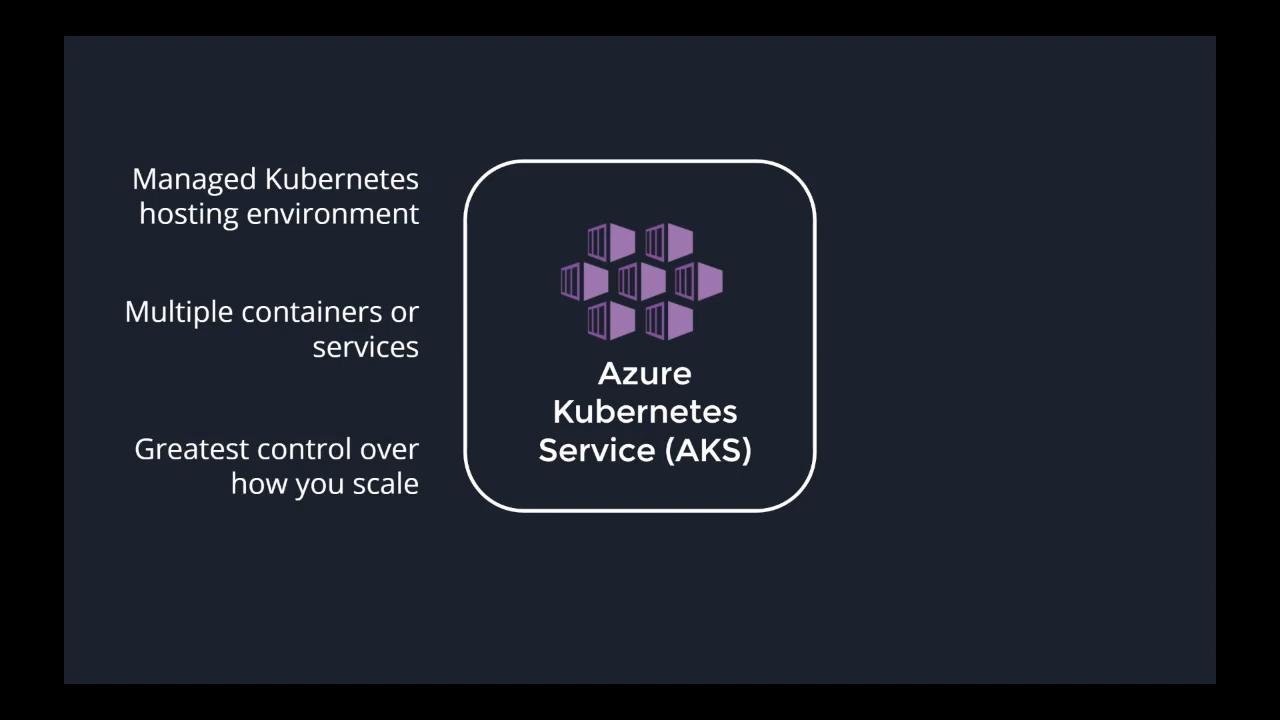 Managed Kubernetes
hosting environment
Multiple containers or
services
Greatest control over
how you scale
Azure
Kubernetes
Service (AKS)